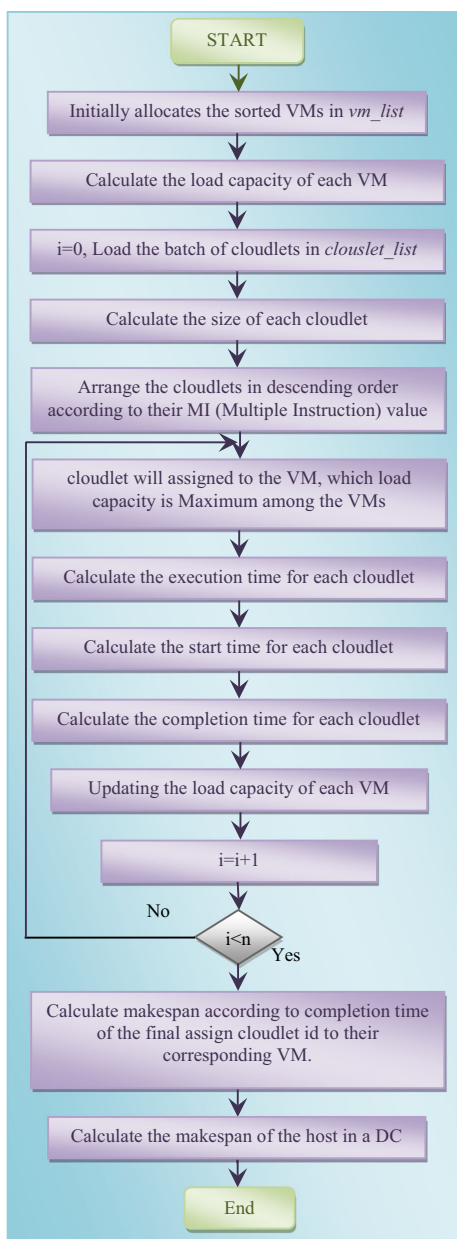 START
Initially allocates the sorted VMs in vm_list
Calculate the load capacity of each VM
i=0, Load the batch of cloudlets in clouslet_list
Calculate the size of each cloudlet
Arrange the cloudlets in descending order
according to their MI (Multiple Instruction) value
cloudlet will assigned to the VM, which load
capacity is Maximum among the VMs
Calculate the execution time for each cloudlet
Calculate the start time for each cloudlet
Calculate the completion time for each cloudlet
Updating the load capacity of each VM
i=i+1
No
i<n
Yes
Calculate makespan according to completion time
of the final assign cloudlet id to their
corresponding VM.
Calculate the makespan of the host in a DC
End